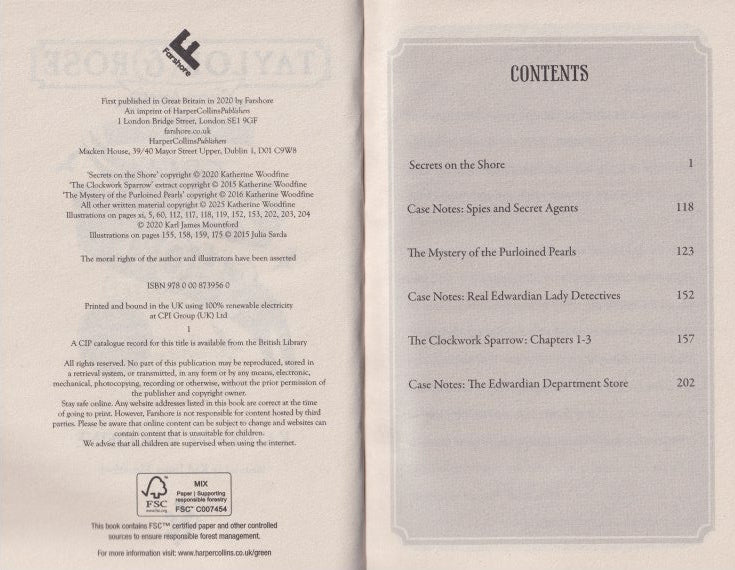 TAYLOR & ROSE
Farshore
First published in Great Britain in 2020 by Farshore
An imprint of HarperCollinsPublishers
1 London Bridge Street, London SE1 9GF
farshore.co.uk
HarperCollinsPublishers
Macken House, 39/40 Mayor Street Upper, Dublin 1, D01 C9W8
'Secrets on the Shore' copyright © 2020 Katherine Woodfine
'The Clockwork Sparrow' extract copyright © 2015 Katherine Woodfine
'The Mystery of the Purloined Pearls' copyright © 2016 Katherine Woodfine
All other written material copyright © 2025 Katherine Woodfine
Illustrations on pages xi, 5, 60, 112, 117, 118, 119, 152, 153, 202, 203, 204
© 2020 Karl James Mountford
Illustrations on pages 155, 158, 159, 175 © 2015 Julia Sarda
The moral rights of the author and illustrators have been asserted
ISBN 978 0 00 873956 0
Printed and bound in the UK using 100% renewable electricity
at CPI Group (UK) Ltd
1
A CIP catalogue record for this title is available from the British Library
All rights reserved. No part of this publication may be reproduced, stored in
a retrieval system, or transmitted, in any form or by any means, electronic,
mechanical, photocopying, recording or otherwise, without the prior permission of
the publisher and copyright owner.
Stay safe online. Any website addresses listed in this book are correct at the time
of going to print. However, Farshore is not responsible for content hosted by third
parties. Please be aware that online content can be subject to change and websites can
contain content that is unsuitable for children.
We advise that all children are supervised when using the internet.
FSC
www.fsc.org
MIX
Paper | Supporting
responsible forestry
FSC™ C007454
This book contains FSC™ certified paper and other controlled
sources to ensure responsible forest management.
For more information visit: www.harpercollins.co.uk/green
CONTENTS
Secrets on the Shore 1
Case Notes: Spies and Secret Agents 118
The Mystery of the Purloined Pearls 123
Case Notes: Real Edwardian Lady Detectives 152
The Clockwork Sparrow: Chapters 1-3 157
Case Notes: The Edwardian Department Store 202